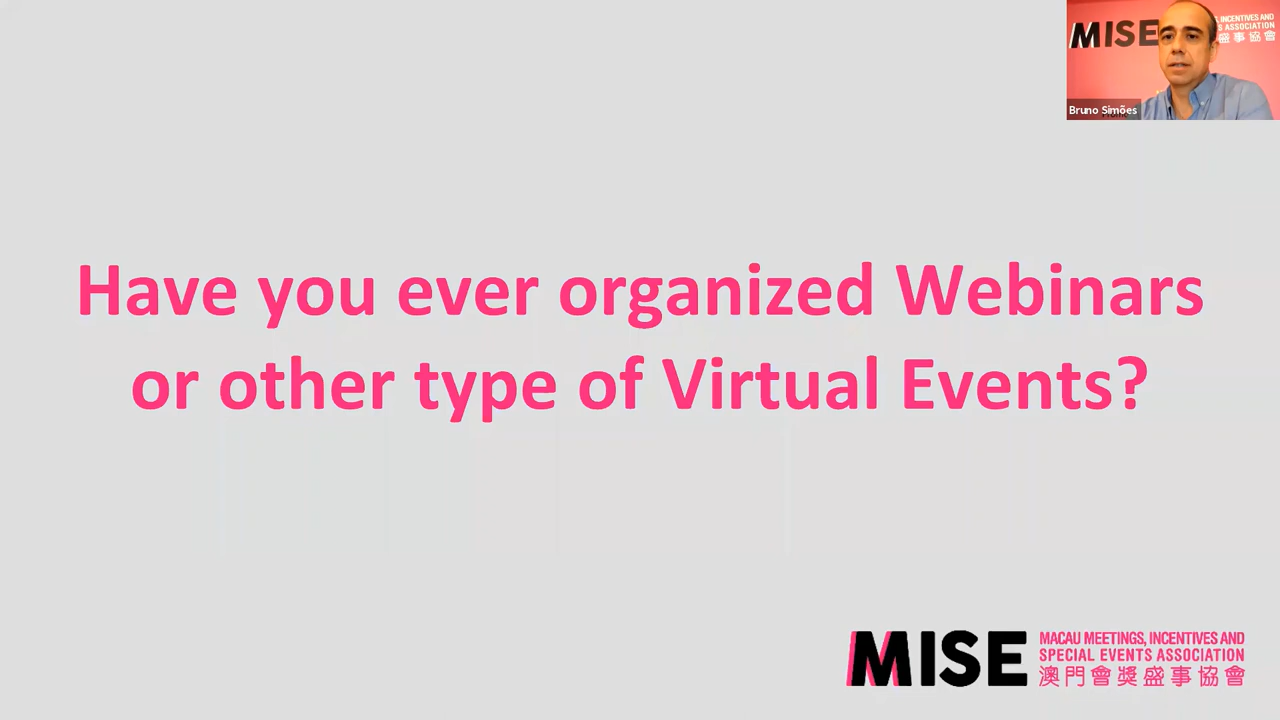 MISE
, INCENTIVES AND
S ASSOCIATION
盛事協會
Bruno Simões
Have you ever organized Webinars
or other type of Virtual Events?
MISE
MACAU MEETINGS, INCENTIVES AND
SPECIAL EVENTS ASSOCIATION
澳門會獎盛事協會